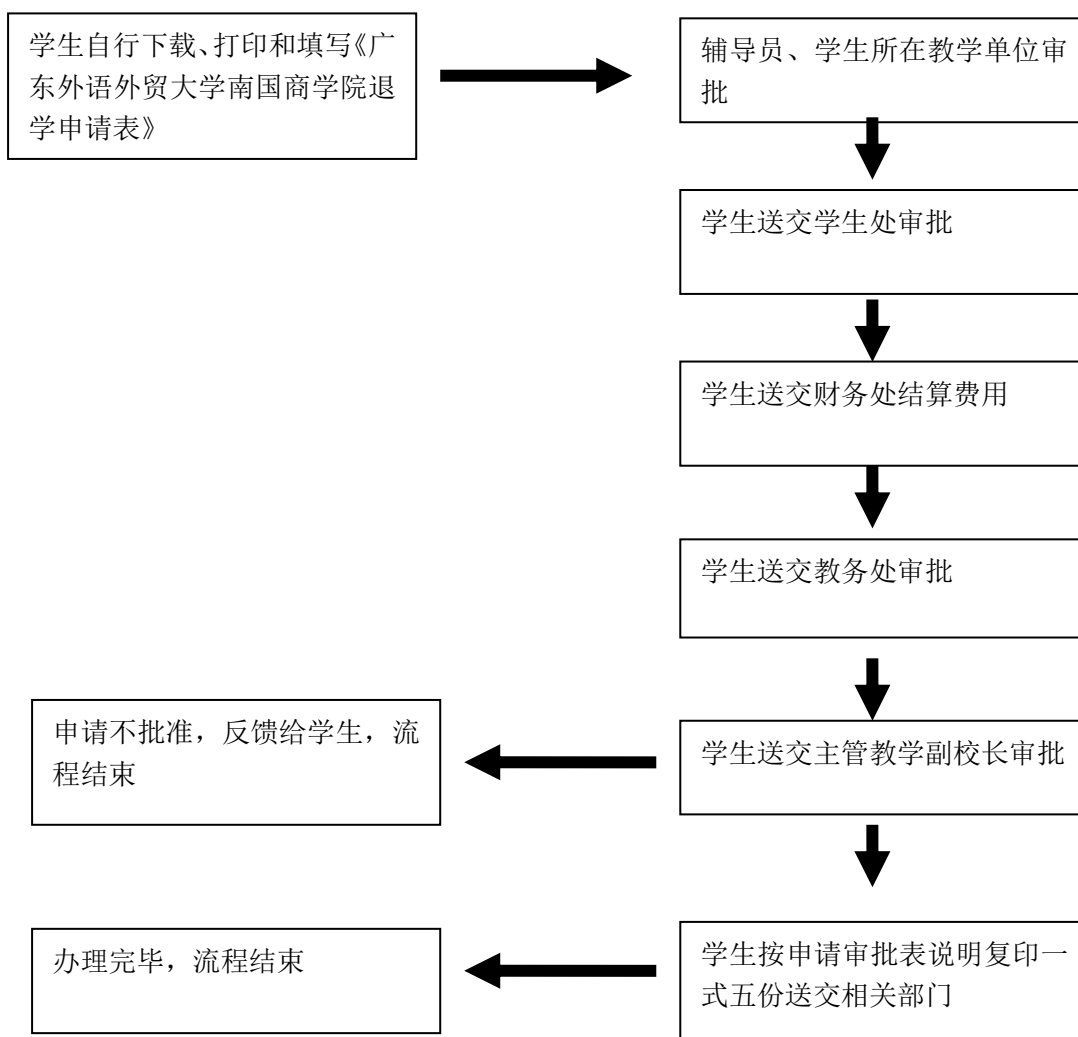 学生自行下载、打印和填写《广
东外语外贸大学南国商学院退
学申请表》
辅导员、学生所在教学单位审
批
学生送交学生处审批
学生送交财务处结算费用
学生送交教务处审批
学生送交主管教学副校长审批
申请不批准，反馈给学生，流
程结束
学生按申请审批表说明复印一
式五份送交相关部门
办理完毕，流程结束